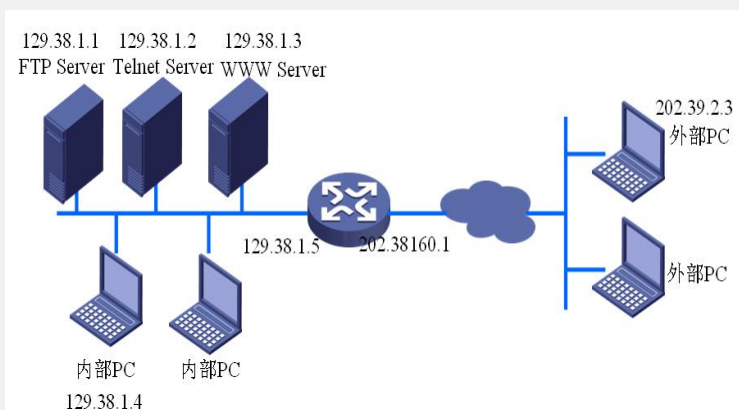 129.38.1.1 129.38.1.2 129.38.1.3
FTP Server Telnet Server WWW Server
202.39.2.3
外部PC
129.38.1.5 202.38160.1
外部PC
内部PC 内部PC
129.38.1.4